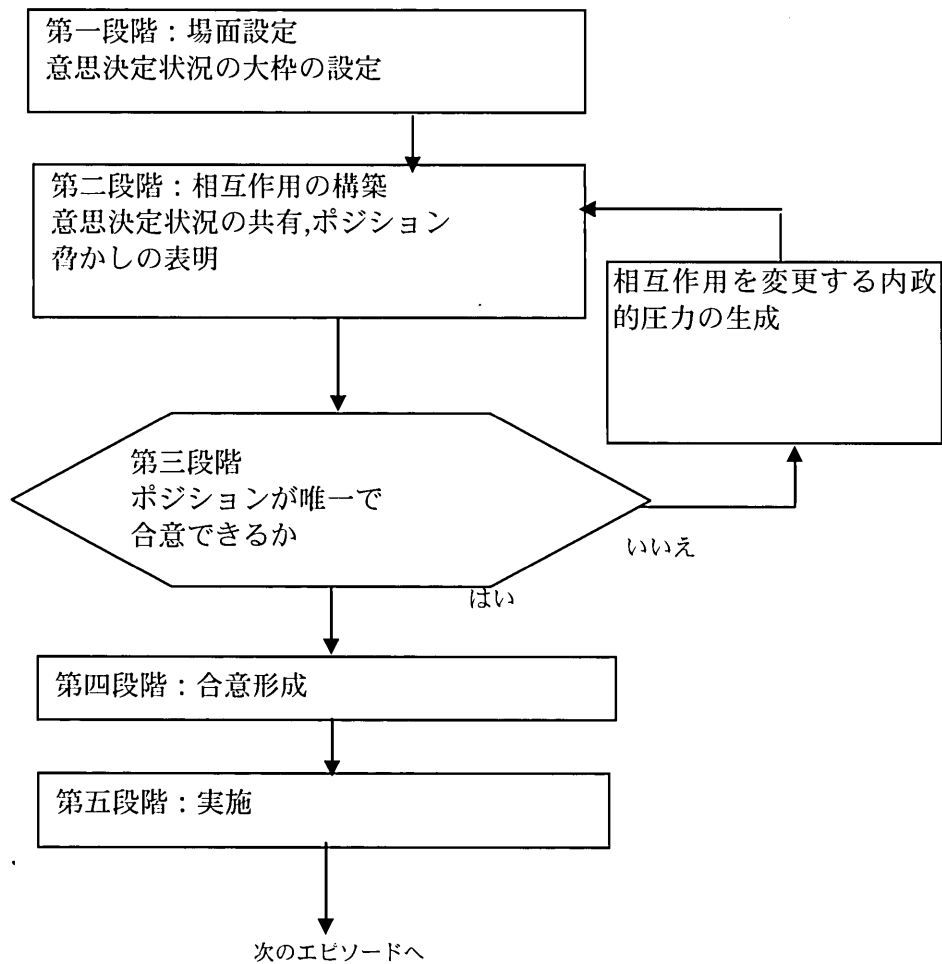 第一段階：場面設定
意思決定状況の大枠の設定
第二段階：相互作用の構築
意思決定状況の共有,ポジション
脅かしの表明
相互作用を変更する内政
的圧力の生成
第三段階
ポジションが唯一で
合意できるか
いいえ
はい
第四段階：合意形成
第五段階：実施
次のエピソードへ